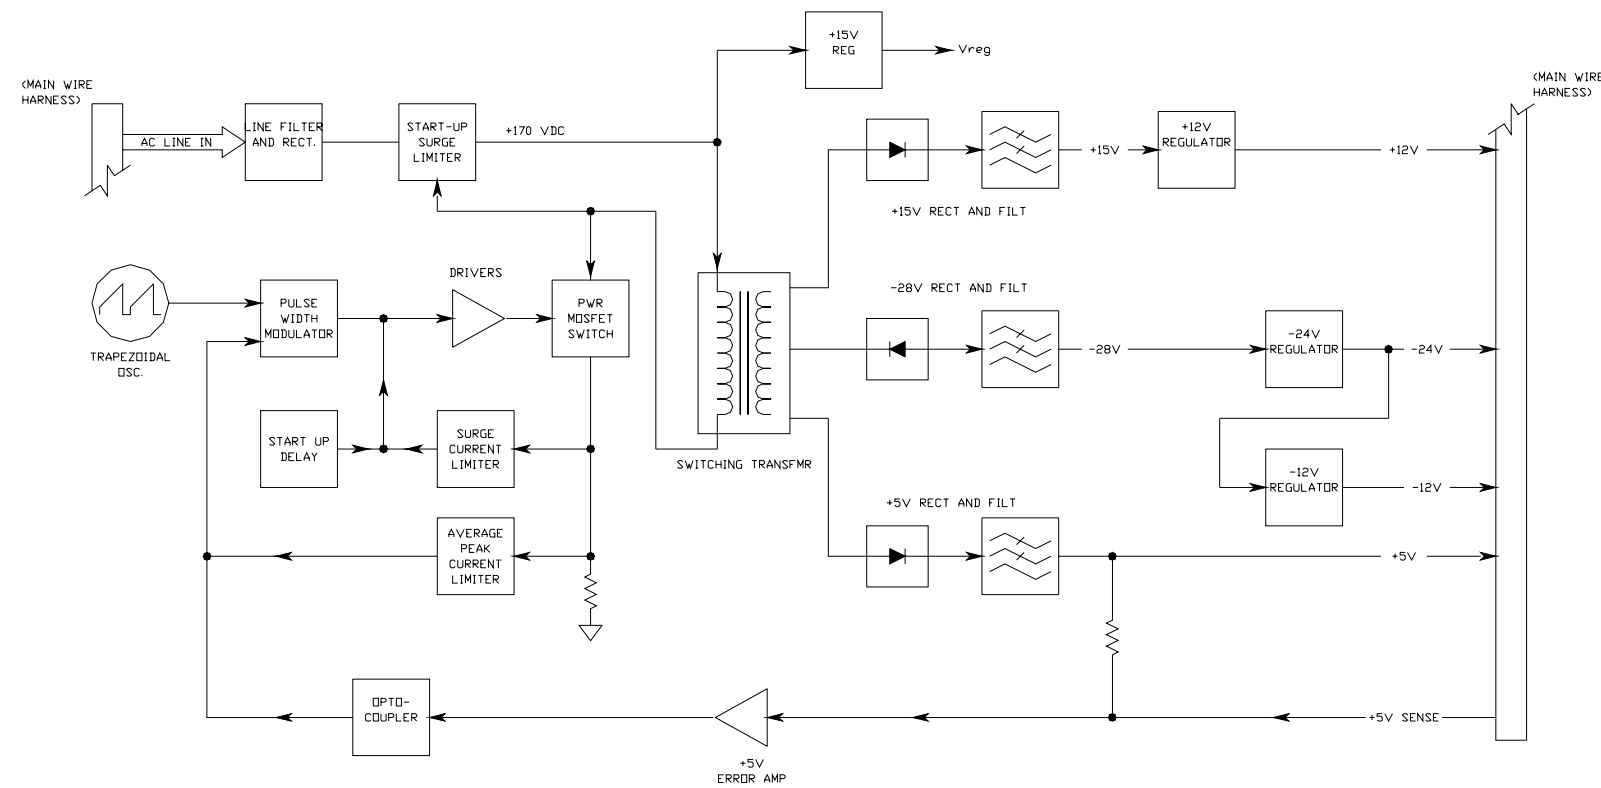 +15V
REG
Vreg
(MAIN WIRE
HARNESS)
(MAIN WIRE
HARNESS)
AC LINE IN
LINE FILTER
AND RECT.
START-UP
SURGE
LIMITER
+170 VDC
+15V
+12V
REGULATOR
+12V
+15V RECT AND FILT
TRAPEZOIDAL
OSC.
PULSE
WIDTH
MODULATOR
DRIVERS
PWR
MOSFET
SWITCH
-28V RECT AND FILT
-28V
-24V
REGULATOR
-24V
START UP
DELAY
SURGE
CURRENT
LIMITER
SWITCHING TRANSFMR
-12V
REGULATOR
-12V
+5V RECT AND FILT
+5V
AVERAGE
PEAK
CURRENT
LIMITER
OPTO-
COUPLER
+5V
ERROR AMP
+5V SENSE